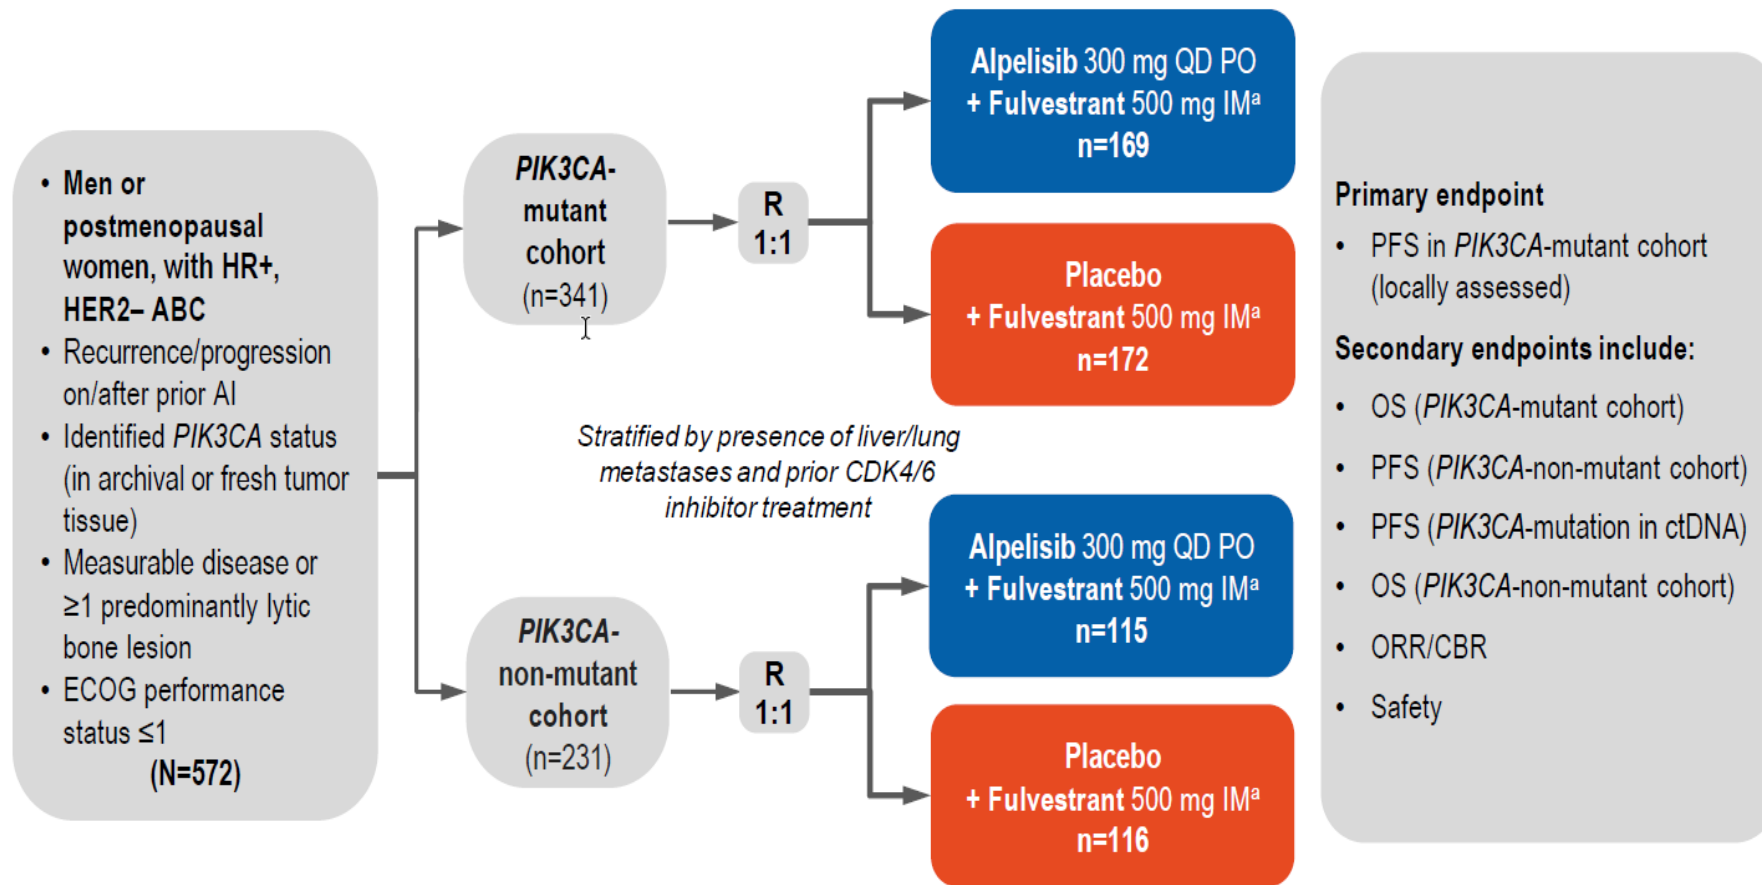 • Men or
postmenopausal
women, with HR+,
HER2– ABC
• Recurrence/progression
on/after prior AI
• Identified PIK3CA status
(in archival or fresh tumor
tissue)
• Measurable disease or
≥1 predominantly lytic
bone lesion
• ECOG performance
status ≤1
(N=572)
PIK3CA-
mutant
cohort
(n=341)
R
1:1
Alpelisib 300 mg QD PO
+ Fulvestrant 500 mg IMᵃ
n=169
Placebo
+ Fulvestrant 500 mg IMᵃ
n=172
Stratified by presence of liver/lung
metastases and prior CDK4/6
inhibitor treatment
PIK3CA-
non-mutant
cohort
(n=231)
R
1:1
Alpelisib 300 mg QD PO
+ Fulvestrant 500 mg IMᵃ
n=115
Placebo
+ Fulvestrant 500 mg IMᵃ
n=116
Primary endpoint
• PFS in PIK3CA-mutant cohort
(locally assessed)
Secondary endpoints include:
• OS (PIK3CA-mutant cohort)
• PFS (PIK3CA-non-mutant cohort)
• PFS (PIK3CA-mutation in ctDNA)
• OS (PIK3CA-non-mutant cohort)
• ORR/CBR
• Safety